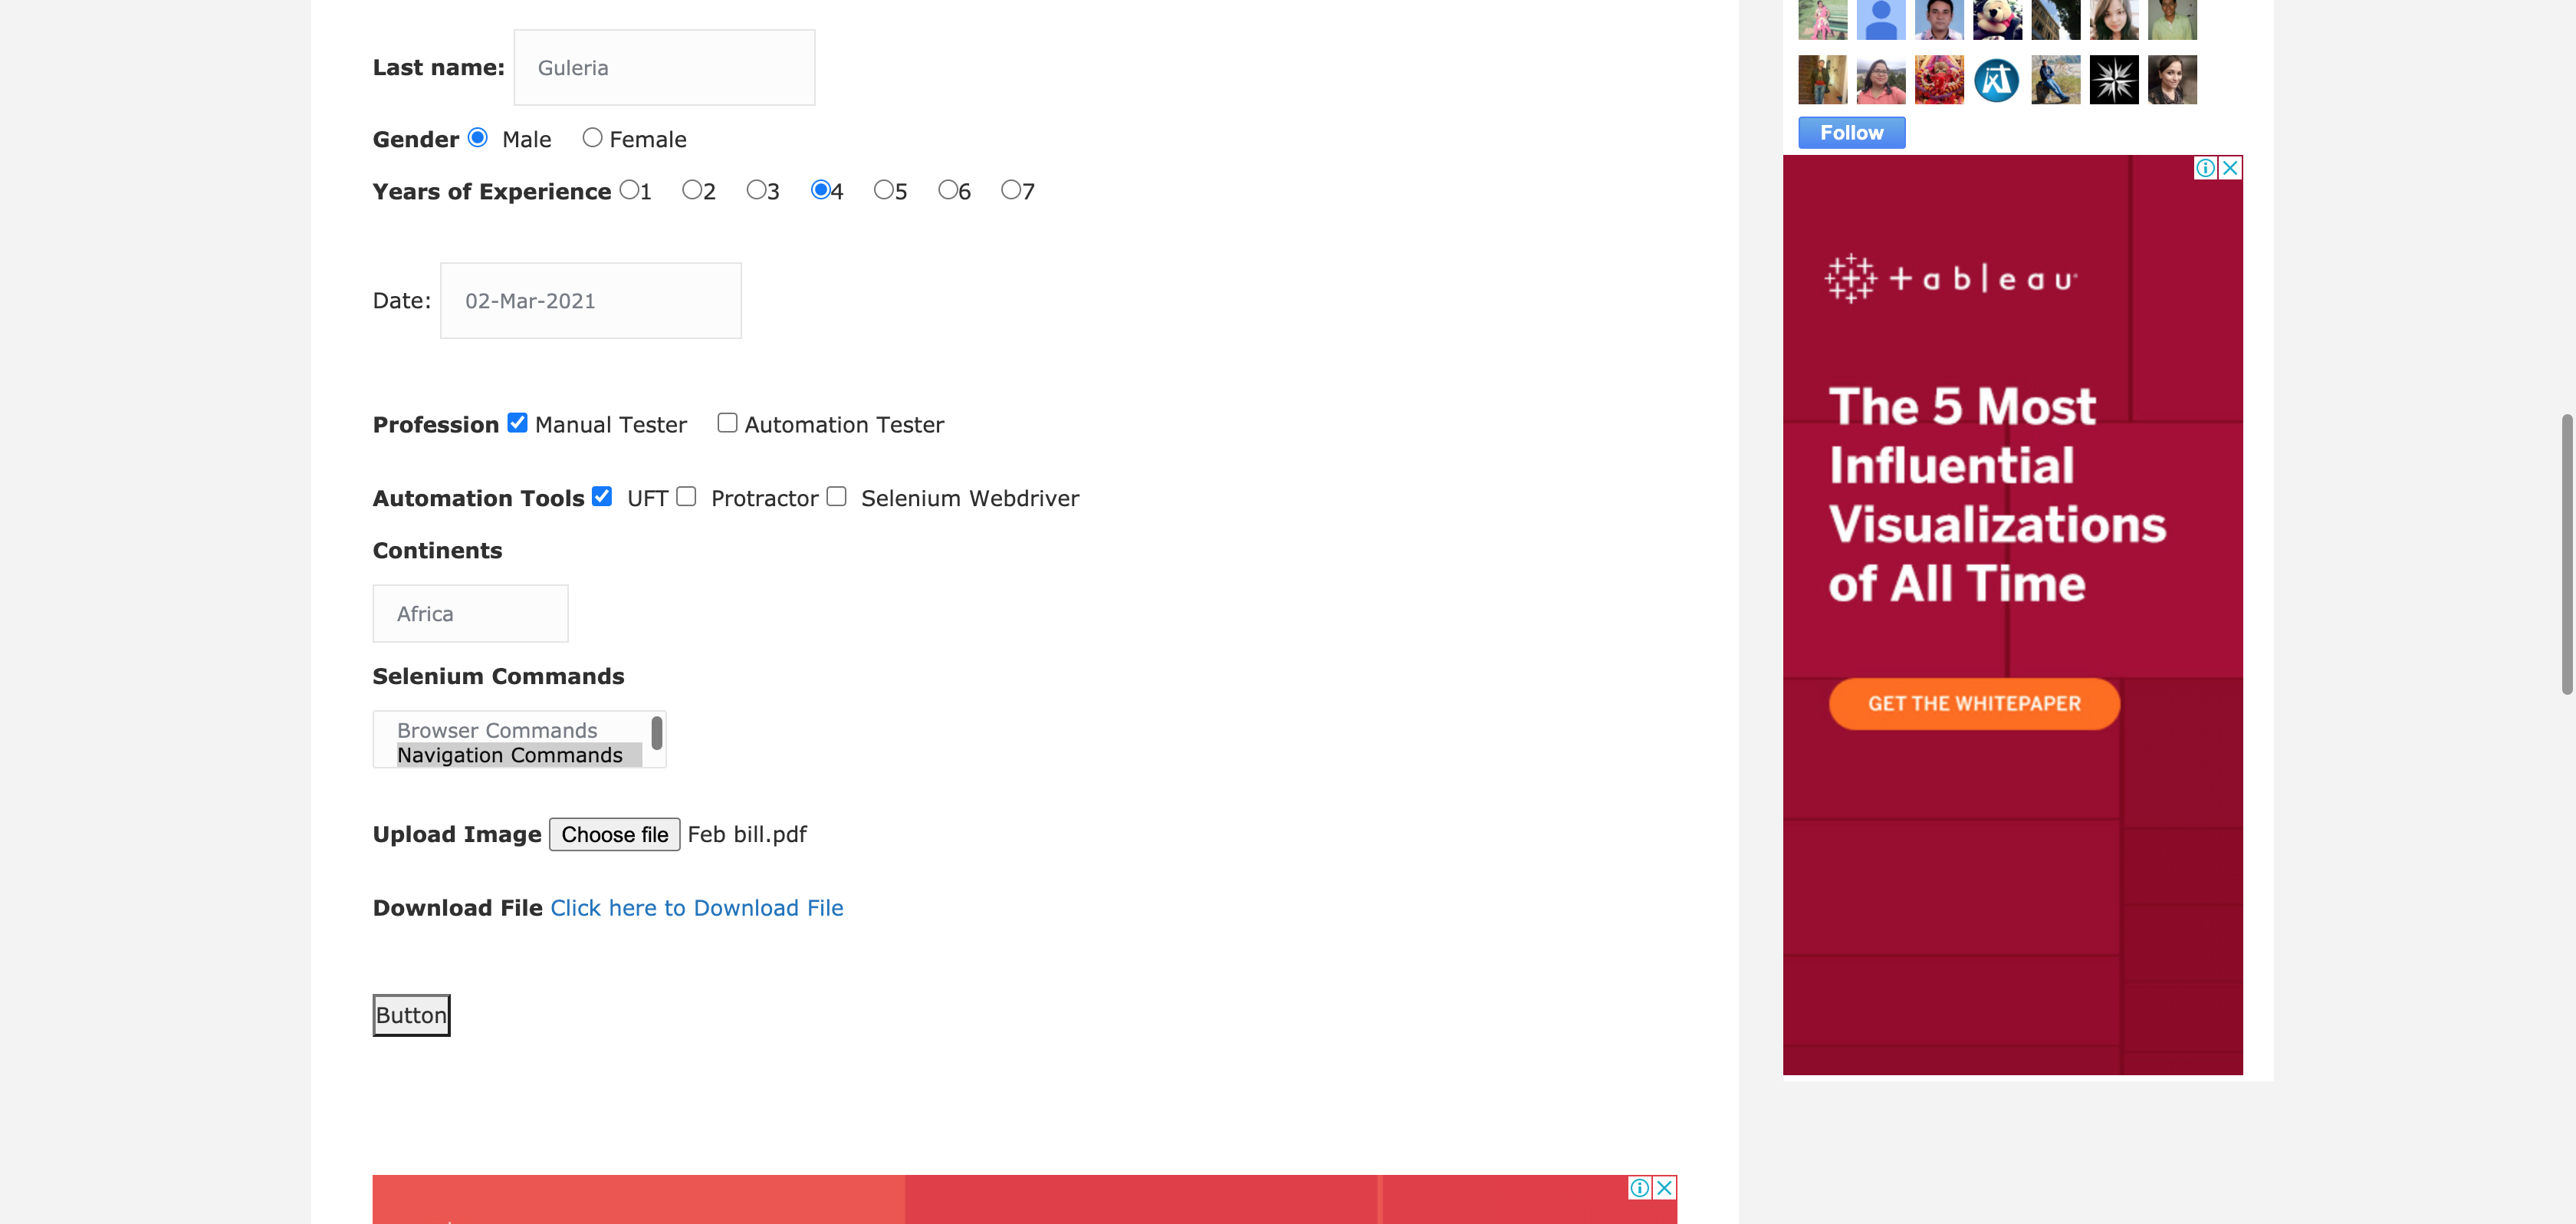 Last name: Guleria
Gender Male Female
Years of Experience 1 2 3 4 5 6 7
Date: 02-Mar-2021
Profession Manual Tester Automation Tester
Automation Tools UFT Protractor Selenium Webdriver
Continents
Africa
Selenium Commands
Browser Commands
Navigation Commands
Upload Image Choose file Feb bill.pdf
Download File Click here to Download File
Button
Follow
+ableau
The 5 Most
Influential
Visualizations
of All Time
GET THE WHITEPAPER